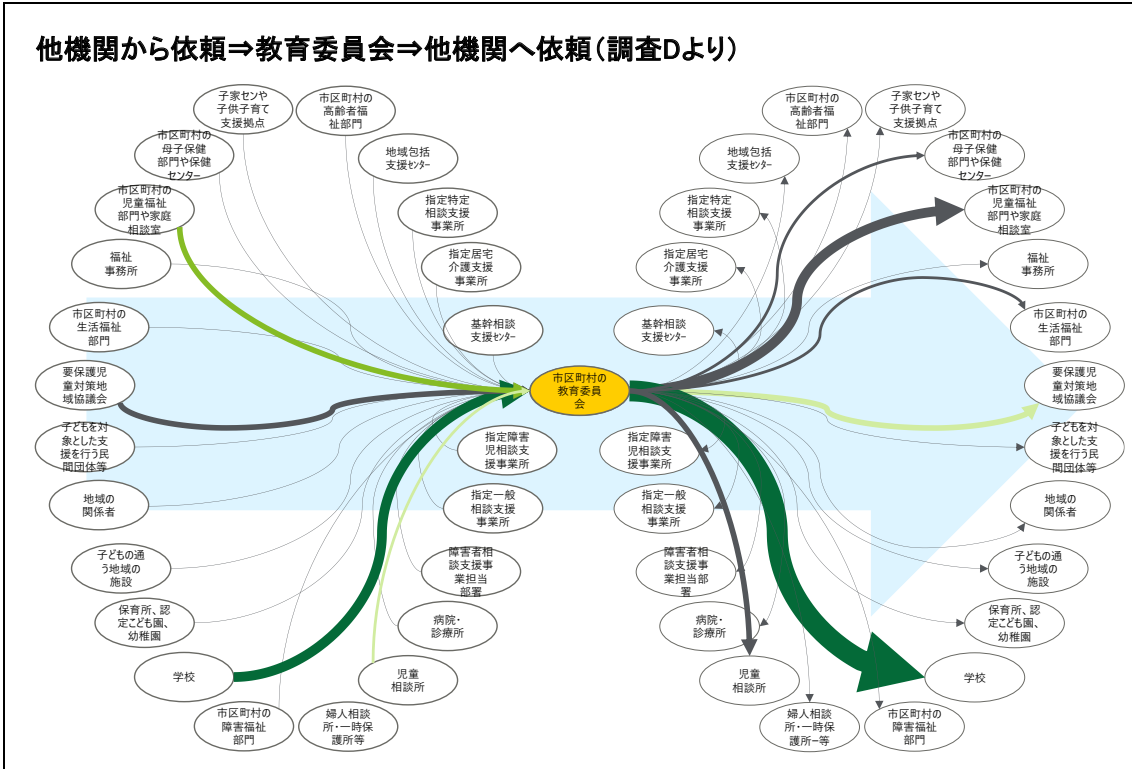 他機関から依頼⇒教育委員会⇒他機関へ依頼(調査Dより)
子家センや
子供子育て
支援拠点
市区町村の
高齢者福
祉部門
市区町村の
母子保健
部門や保健
センター
地域包括
支援センター
市区町村の
児童福祉
部門や家庭
相談室
指定特定
相談支援
事業所
福祉
事務所
指定居宅
介護支援
事業所
市区町村の
生活福祉
部門
基幹相談
支援センター
要保護児
童対策地
域協議会
子どもを対
象とした支
援を行う民
間団体等
指定障害
児相談支
援事業所
地域の
関係者
指定一般
相談支援
事業所
子どもの通
う地域の
施設
障害者相
談支援事
業担当部
署
保育所、認
定こども園、
幼稚園
病院・
診療所
学校
児童
相談所
市区町村の
障害福祉
部門
婦人相談
所・一時保
護所等
市区町村の
教育委員
会
市区町村の
高齢者福
祉部門
子家センや
子供子育て
支援拠点
地域包括
支援センター
市区町村の
母子保健
部門や保健
センター
指定特定
相談支援
事業所
市区町村の
児童福祉
部門や家庭
相談室
指定居宅
介護支援
事業所
福祉
事務所
基幹相談
支援センター
市区町村の
生活福祉
部門
要保護児
童対策地
域協議会
指定障害
児相談支
援事業所
子どもを対
象とした支
援を行う民
間団体等
指定一般
相談支援
事業所
地域の
関係者
障害者相
談支援事
業担当部
署
子どもの通
う地域の
施設
病院・
診療所
保育所、認
定こども園、
幼稚園
児童
相談所
学校
婦人相談
所・一時保
護所ー等
市区町村の
障害福祉
部門